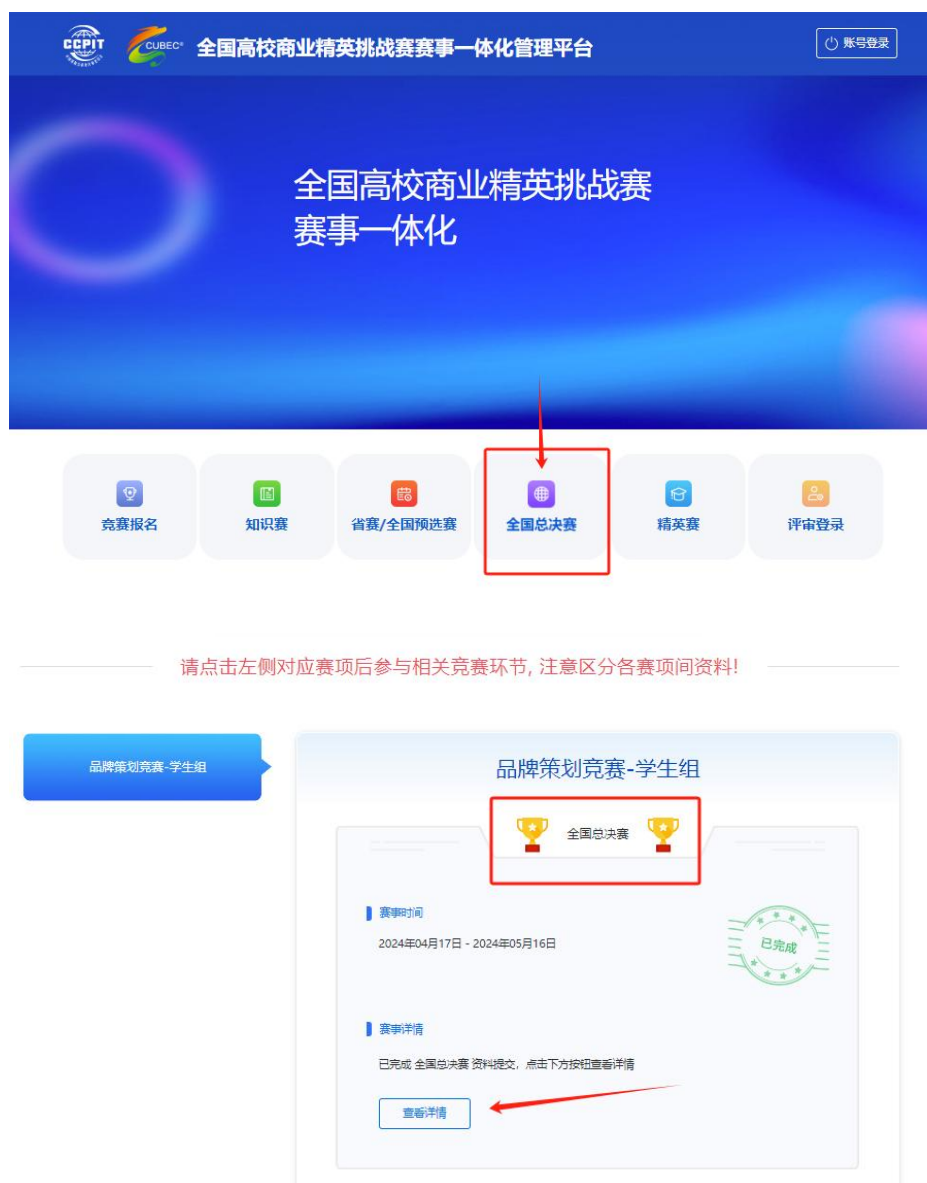 CCPIT
CUBEC®
全国高校商业精英挑战赛赛事一体化管理平台
账号登录
全国高校商业精英挑战赛
赛事一体化
竞赛报名
知识赛
省赛/全国预选赛
全国总决赛
精英赛
评审登录
请点击左侧对应赛项后参与相关竞赛环节, 注意区分各赛项间资料!
品牌策划竞赛-学生组
品牌策划竞赛-学生组
全国总决赛
赛事时间
2024年04月17日 - 2024年05月16日
已完成
赛事详情
已完成 全国总决赛 资料提交，点击下方按钮查看详情
查看详情